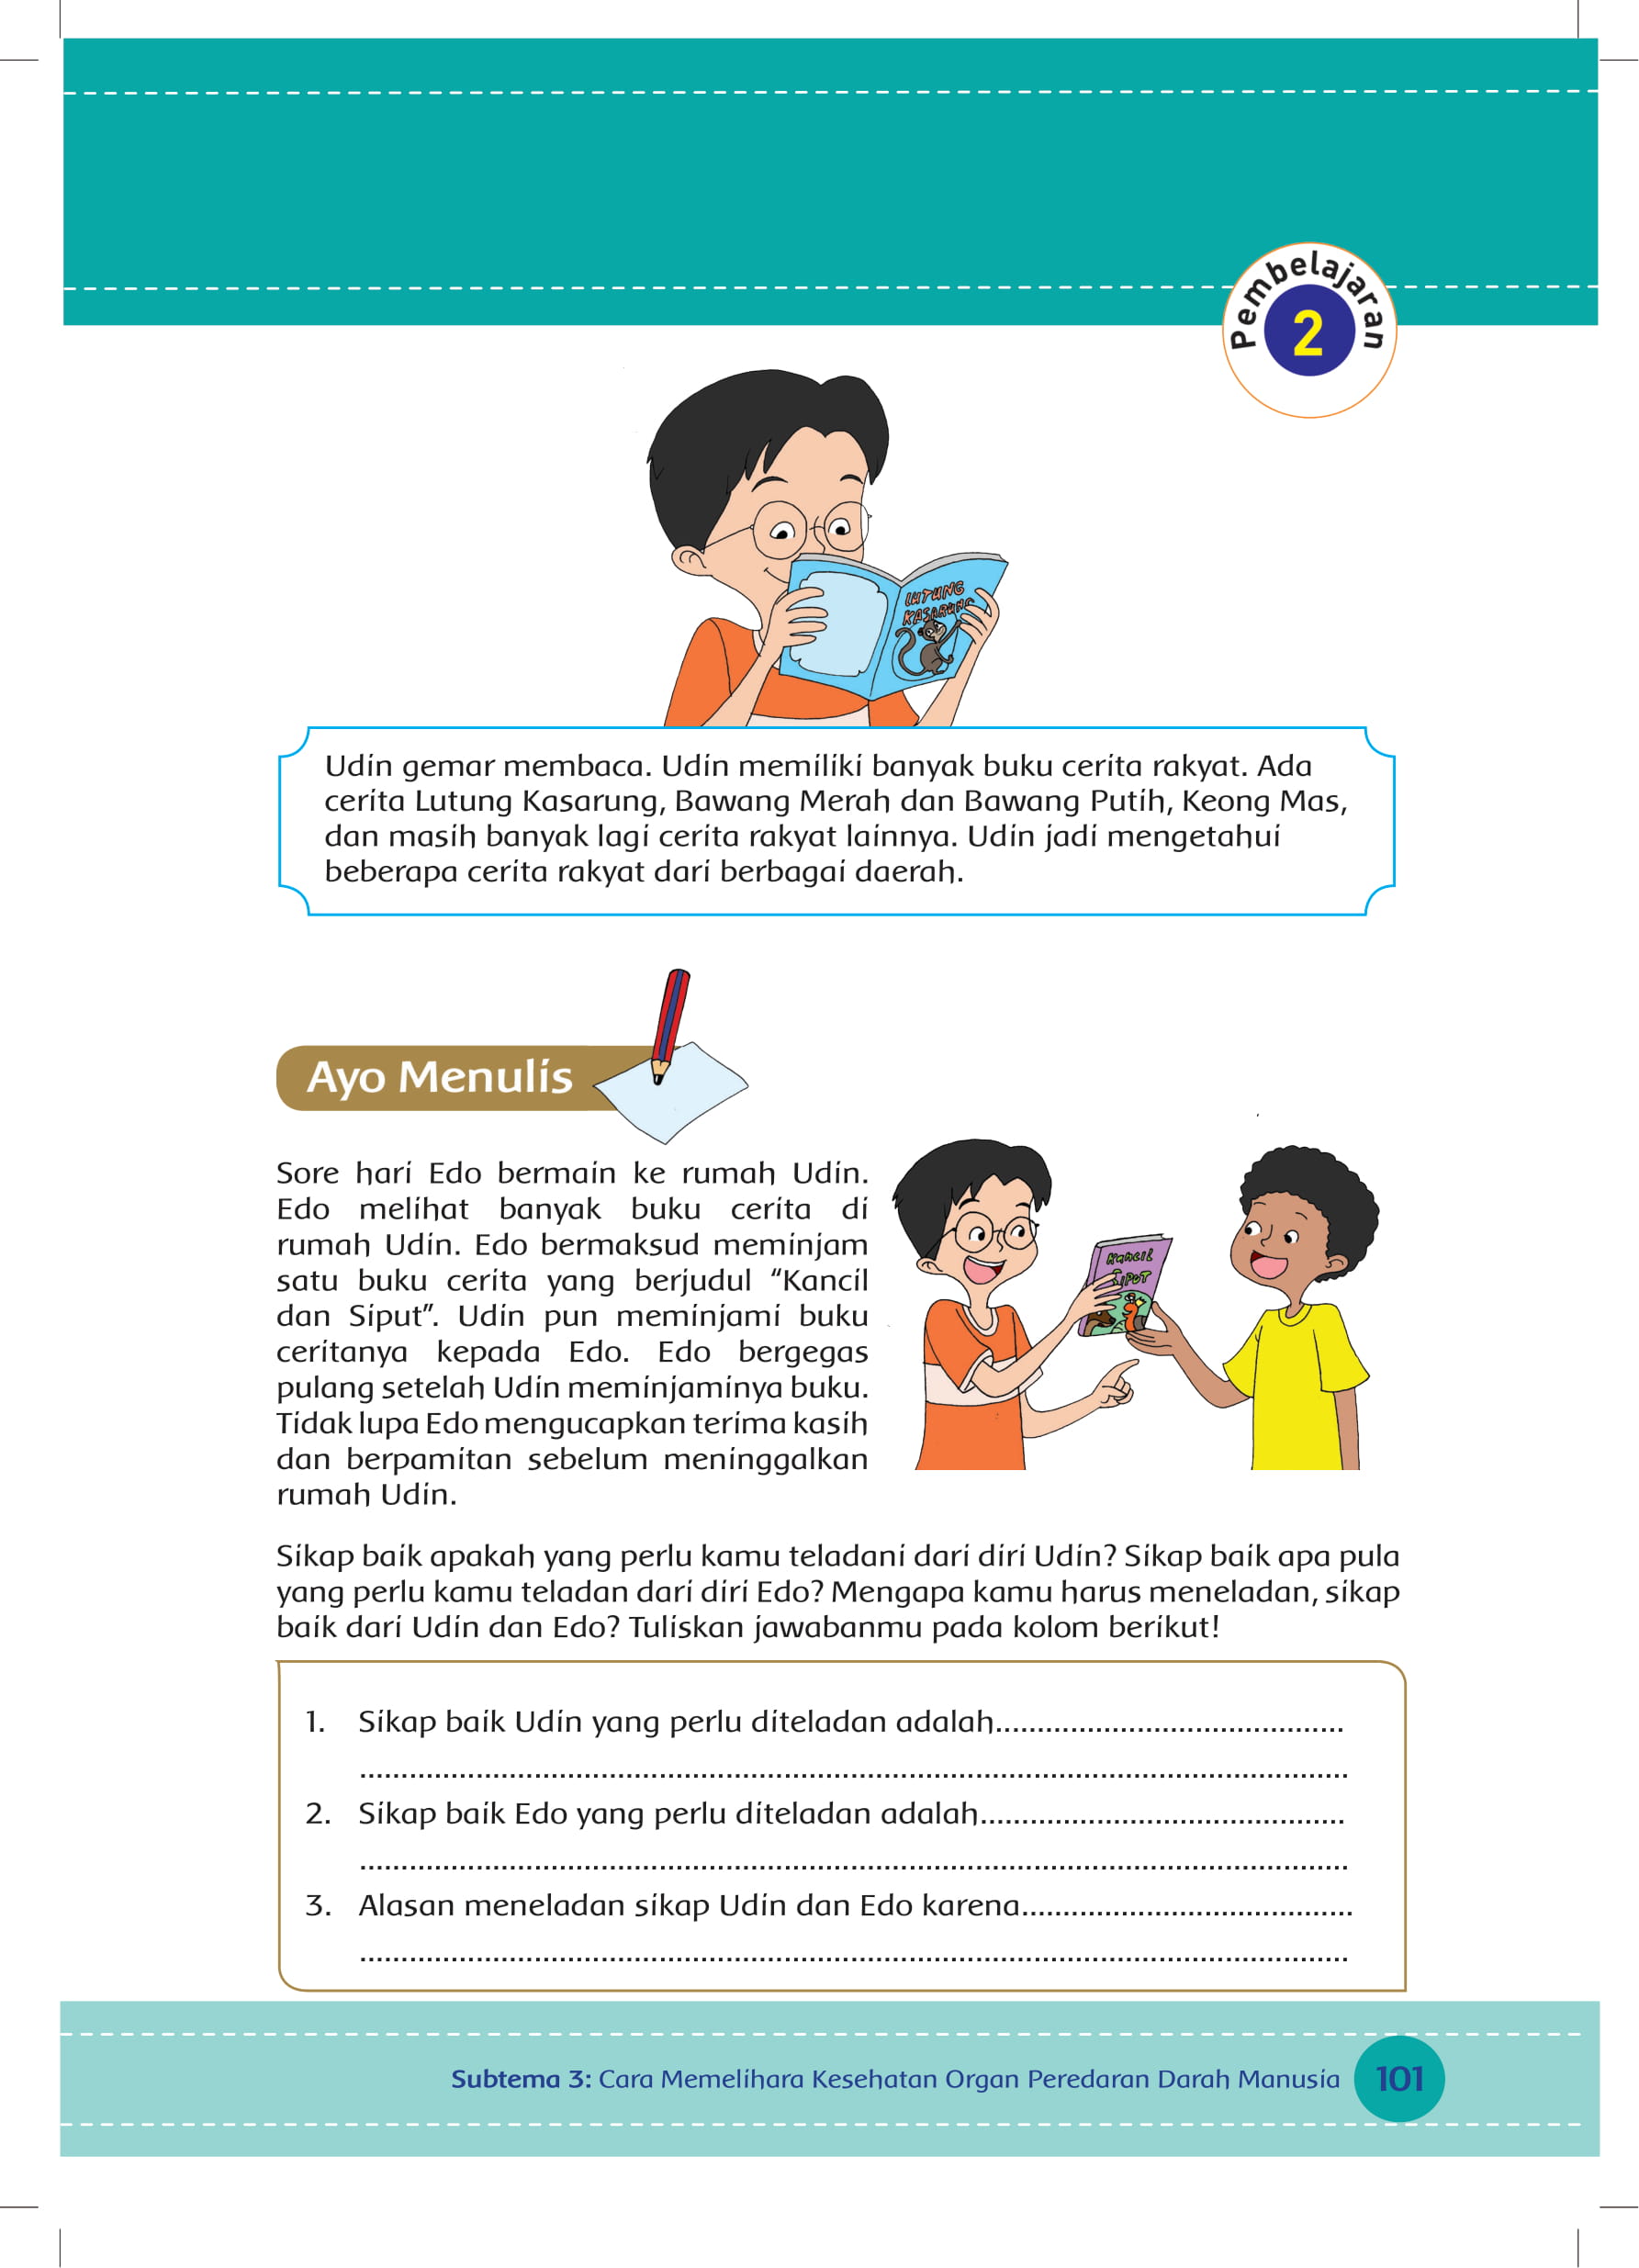 Pembelajaran
2
LUTUNG
KASARUNG
Udin gemar membaca. Udin memiliki banyak buku cerita rakyat. Ada
cerita Lutung Kasarung, Bawang Merah dan Bawang Putih, Keong Mas,
dan masih banyak lagi cerita rakyat lainnya. Udin jadi mengetahui
beberapa cerita rakyat dari berbagai daerah.
Ayo Menulis
Sore hari Edo bermain ke rumah Udin.
Edo melihat banyak buku cerita di
rumah Udin. Edo bermaksud meminjam
satu buku cerita yang berjudul “Kancil
dan Siput”. Udin pun meminjami buku
ceritanya kepada Edo. Edo bergegas
pulang setelah Udin meminjaminya buku.
Tidak lupa Edo mengucapkan terima kasih
dan berpamitan sebelum meninggalkan
rumah Udin.
Kancil
SIPUT
Sikap baik apakah yang perlu kamu teladani dari diri Udin? Sikap baik apa pula
yang perlu kamu teladan dari diri Edo? Mengapa kamu harus meneladan, sikap
baik dari Udin dan Edo? Tuliskan jawabanmu pada kolom berikut!
1. Sikap baik Udin yang perlu diteladan adalah..........................................
........................................................................................................................
2. Sikap baik Edo yang perlu diteladan adalah............................................
........................................................................................................................
3. Alasan meneladan sikap Udin dan Edo karena........................................
........................................................................................................................
Subtema 3: Cara Memelihara Kesehatan Organ Peredaran Darah Manusia 101